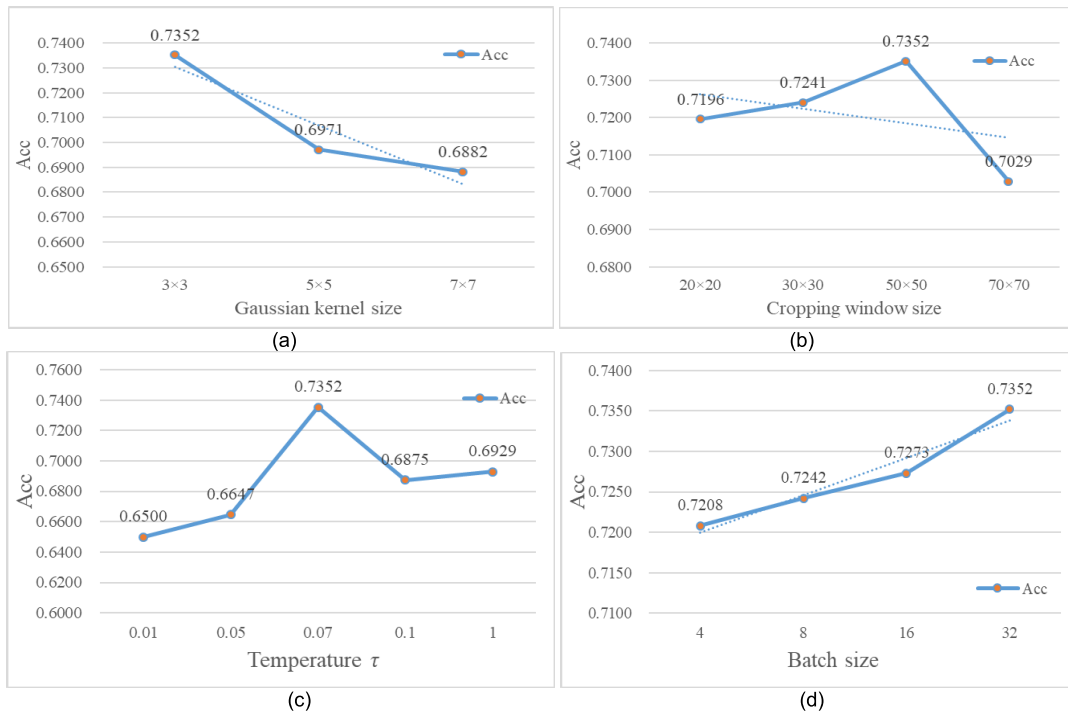 0.7400
0.7300
0.7200
0.7100
0.7000
0.6900
0.6800
0.6700
0.6600
0.6500
Acc
0.7352
0.6971
0.6882
Acc
3×3 5×5 7×7
Gaussian kernel size
(a)
0.7400
0.7300
0.7200
0.7100
0.7000
0.6900
0.6800
Acc
0.7196
0.7241
0.7352
0.7029
Acc
20×20 30×30 50×50 70×70
Cropping window size
(b)
0.7600
0.7400
0.7200
0.7000
0.6800
0.6600
0.6400
0.6200
0.6000
Acc
0.6500
0.6647
0.7352
0.6875
0.6929
Acc
0.01 0.05 0.07 0.1 1
Temperature τ
(c)
0.7400
0.7350
0.7300
0.7250
0.7200
0.7150
0.7100
Acc
0.7208
0.7242
0.7273
0.7352
Acc
4 8 16 32
Batch size
(d)